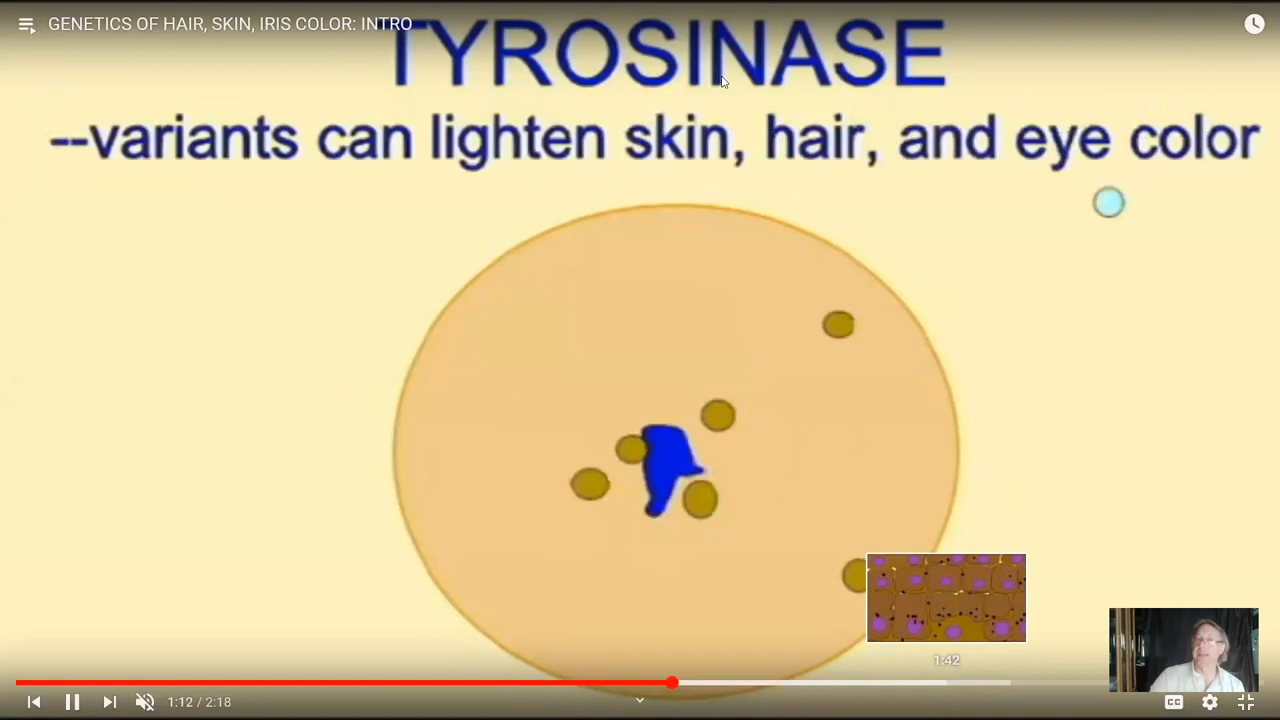 GENETICS OF HAIR, SKIN, IRIS COLOR: INTRO
TYROSINASE
--variants can lighten skin, hair, and eye color
1:42
1:12 / 2:18
CC